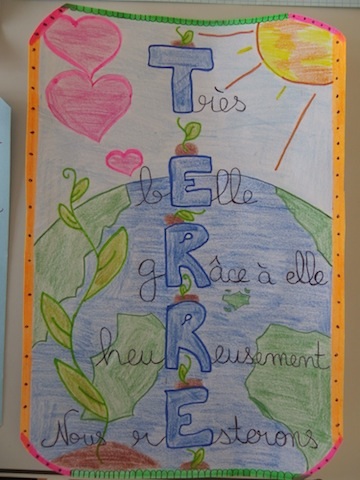 Très
bElle
gRâce à elle
heuReusement
Nous rEsterons